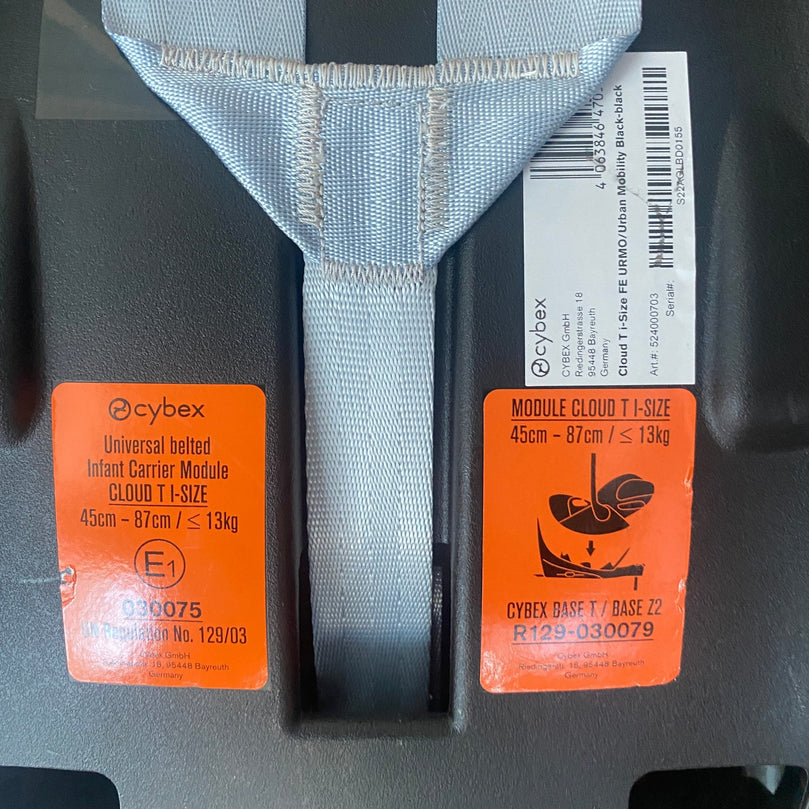 cybex
Universal belted
Infant Carrier Module
CLOUD T I-SIZE
45cm – 87cm / ≤ 13kg
E1
030075
UN Regulation No. 129/03
Cybex GmbH
Riedingerstr. 18, 95448 Bayreuth
Germany
cybex
CYBEX GmbH
Riedingerstrasse 18
95448 Bayreuth
Germany
4 063846 470
Cloud T i-Size FE URMO/Urban Mobility Black-black
Art.#: 524000703
Serial#:
MODULE CLOUD T I-SIZE
45cm – 87cm / ≤ 13kg
CYBEX BASE T / BASE Z2
R129-030079
Cybex GmbH
Riedingerstr. 18, 95448 Bayreuth
Germany